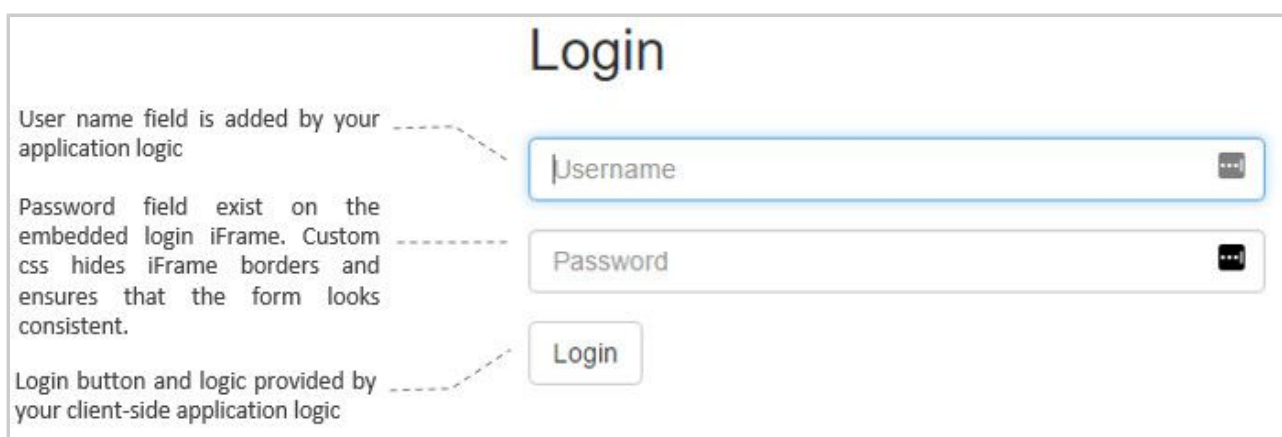 Login
User name field is added by your
application logic
Username
Password field exist on the
embedded login iFrame. Custom
css hides iFrame borders and
ensures that the form looks
consistent.
Password
Login button and logic provided by
your client-side application logic
Login